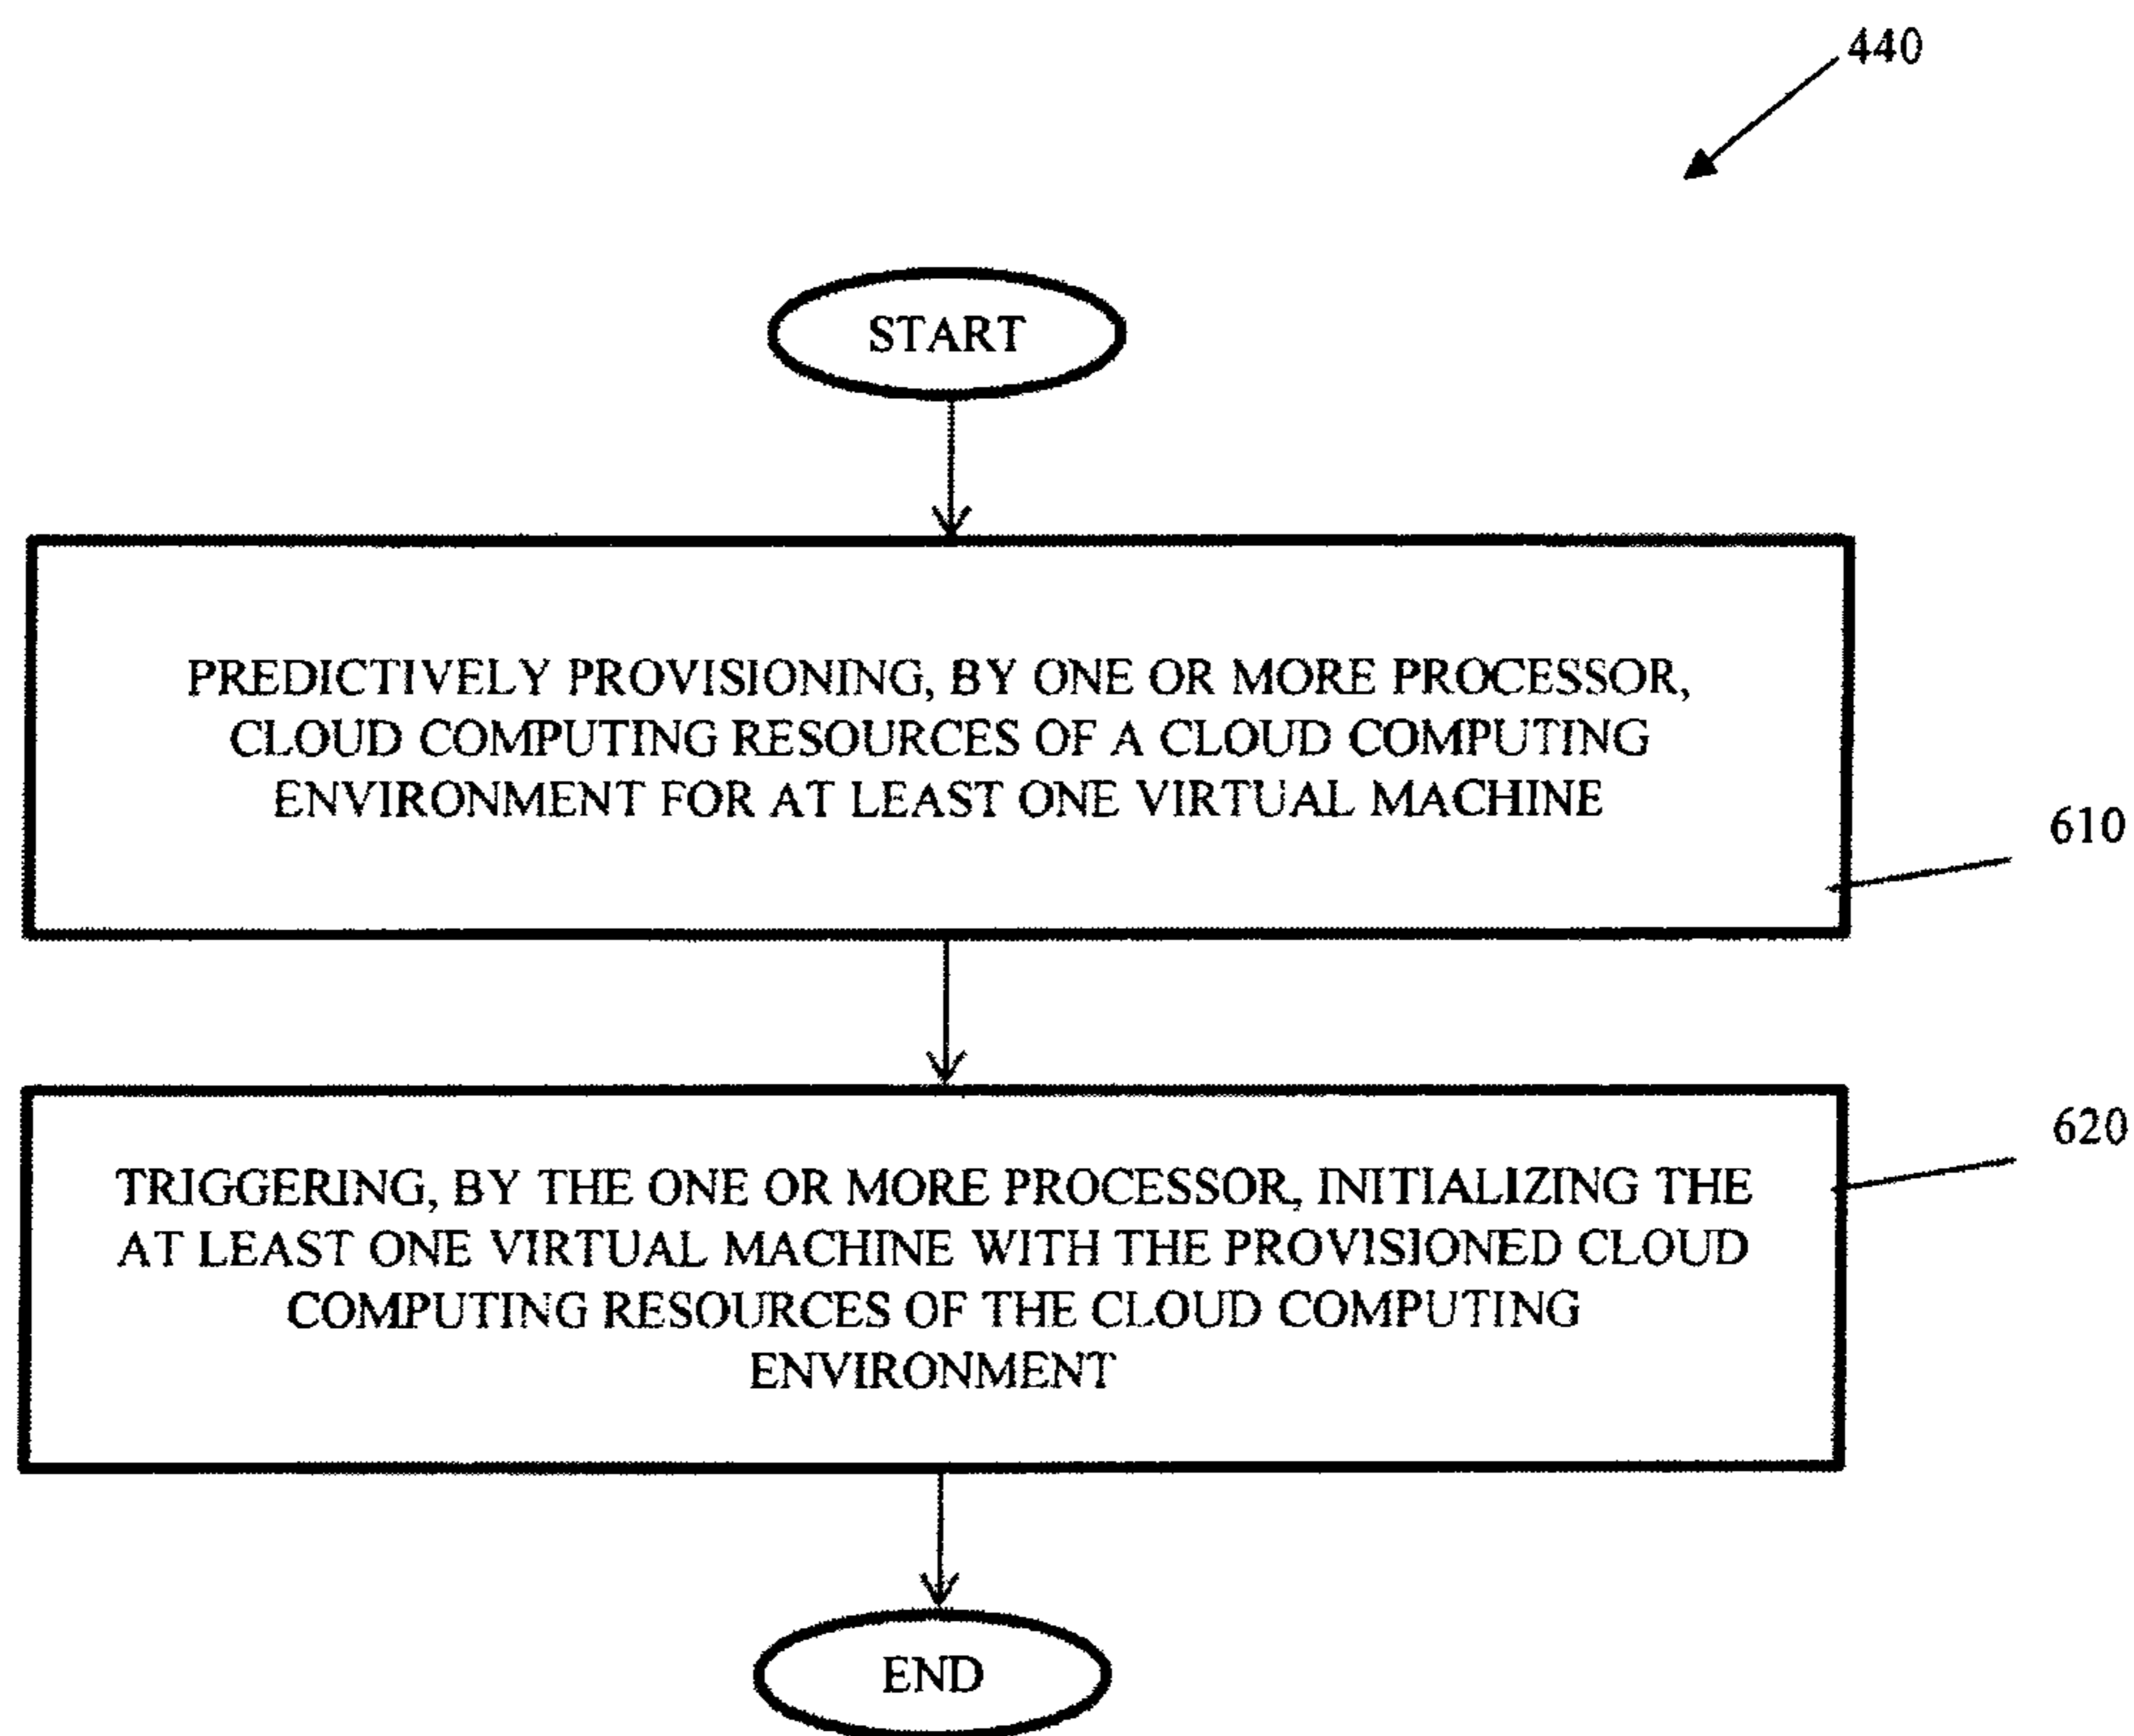 440
START
PREDICTIVELY PROVISIONING, BY ONE OR MORE PROCESSOR,
CLOUD COMPUTING RESOURCES OF A CLOUD COMPUTING
ENVIRONMENT FOR AT LEAST ONE VIRTUAL MACHINE
610
TRIGGERING, BY THE ONE OR MORE PROCESSOR, INITIALIZING THE
AT LEAST ONE VIRTUAL MACHINE WITH THE PROVISIONED CLOUD
COMPUTING RESOURCES OF THE CLOUD COMPUTING
ENVIRONMENT
620
END